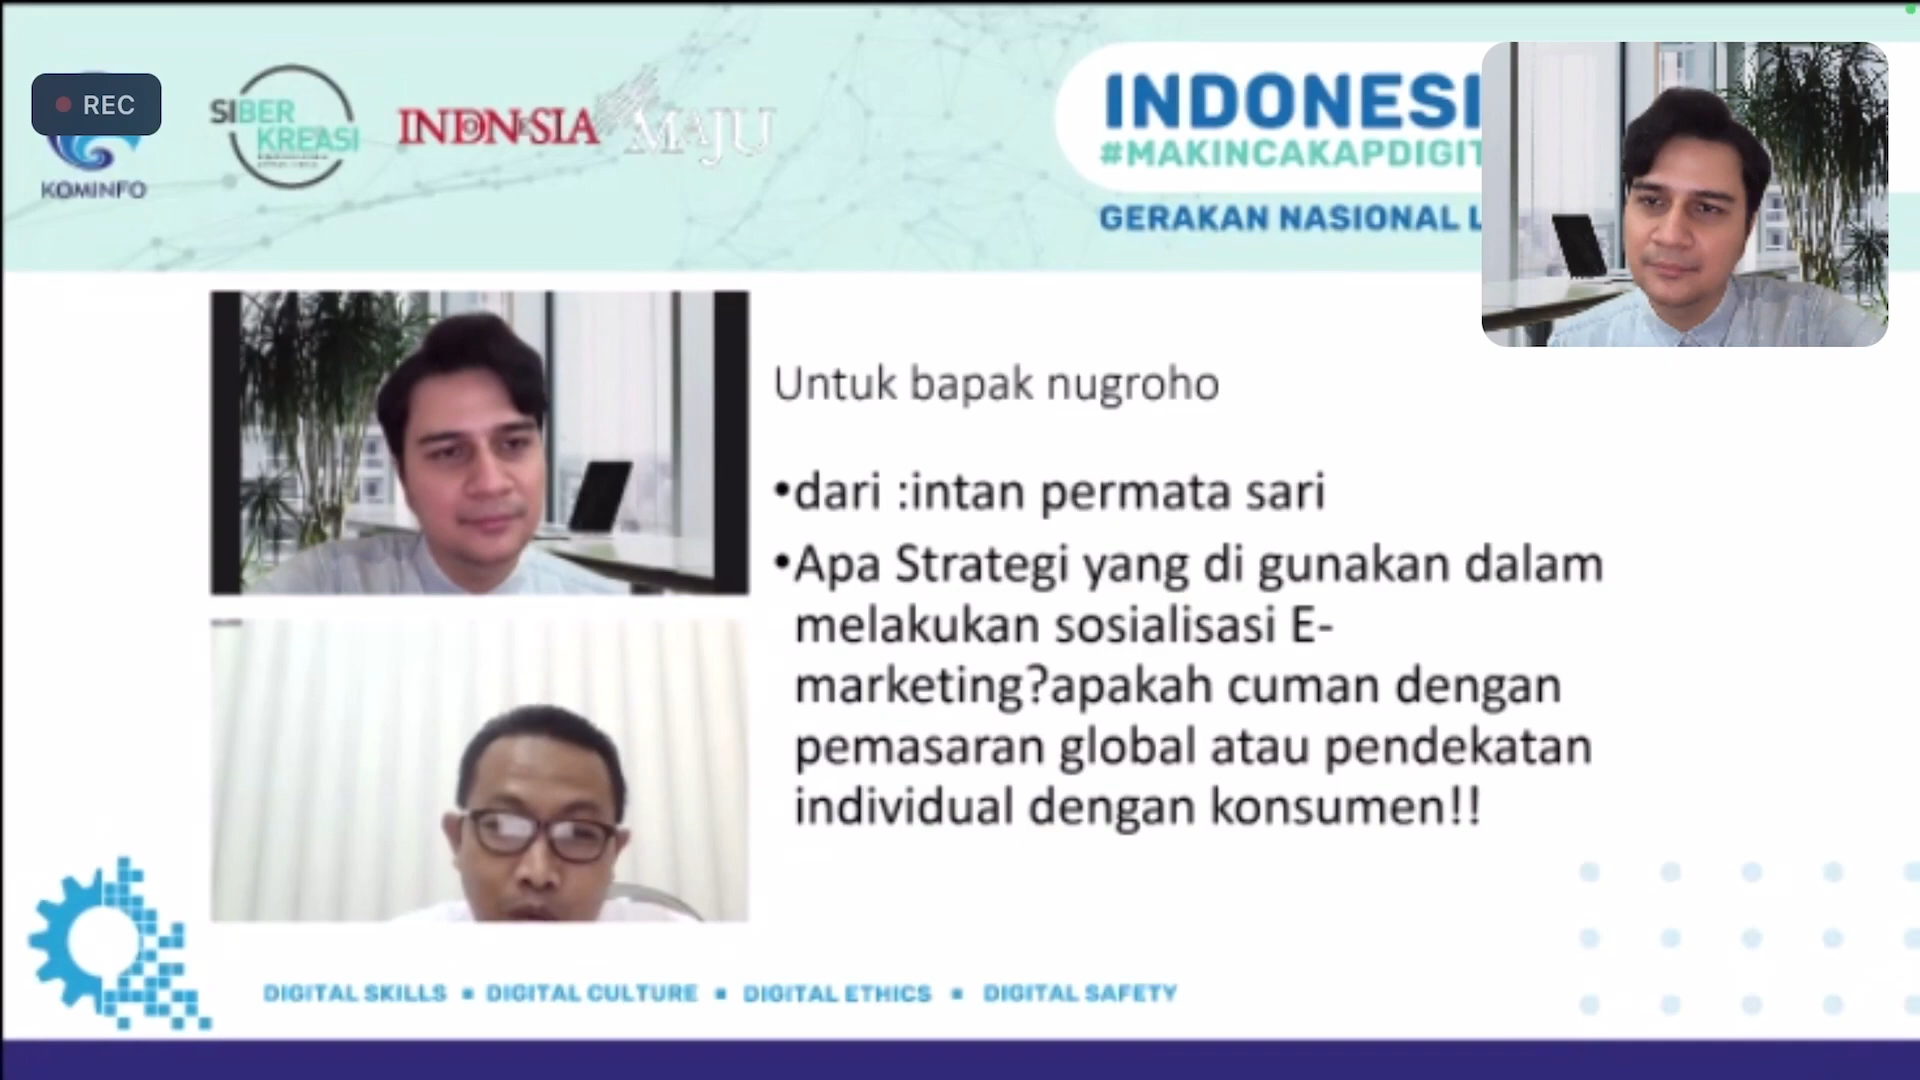 REC
KOMINFO
SIBER
KREASI
INDONESIA MAJU
INDONESI
#MAKINCAKAPDIGIT
GERAKAN NASIONAL L
Untuk bapak nugroho
•dari :intan permata sari
•Apa Strategi yang di gunakan dalam
melakukan sosialisasi E-
marketing?apakah cuman dengan
pemasaran global atau pendekatan
individual dengan konsumen!!
DIGITAL SKILLS ▪ DIGITAL CULTURE ▪ DIGITAL ETHICS ▪ DIGITAL SAFETY